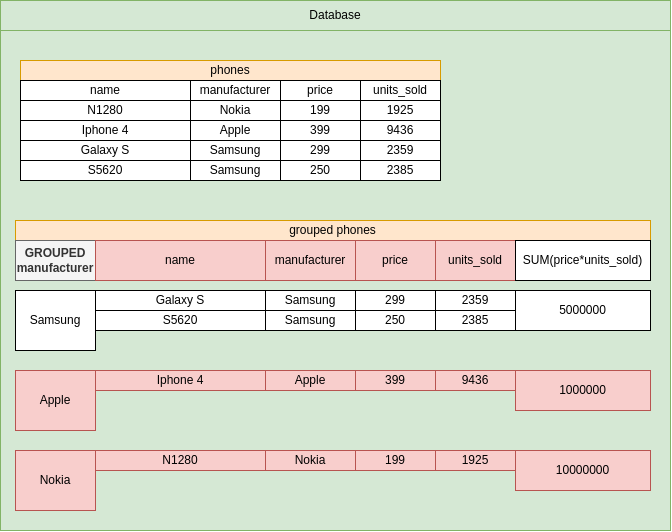 Database
phones
name manufacturer price units_sold
N1280 Nokia 199 1925
Iphone 4 Apple 399 9436
Galaxy S Samsung 299 2359
S5620 Samsung 250 2385
grouped phones
GROUPED
manufacturer name manufacturer price units_sold SUM(price*units_sold)
Samsung Galaxy S Samsung 299 2359 5000000
S5620 Samsung 250 2385
Apple Iphone 4 Apple 399 9436 1000000
Nokia N1280 Nokia 199 1925 10000000